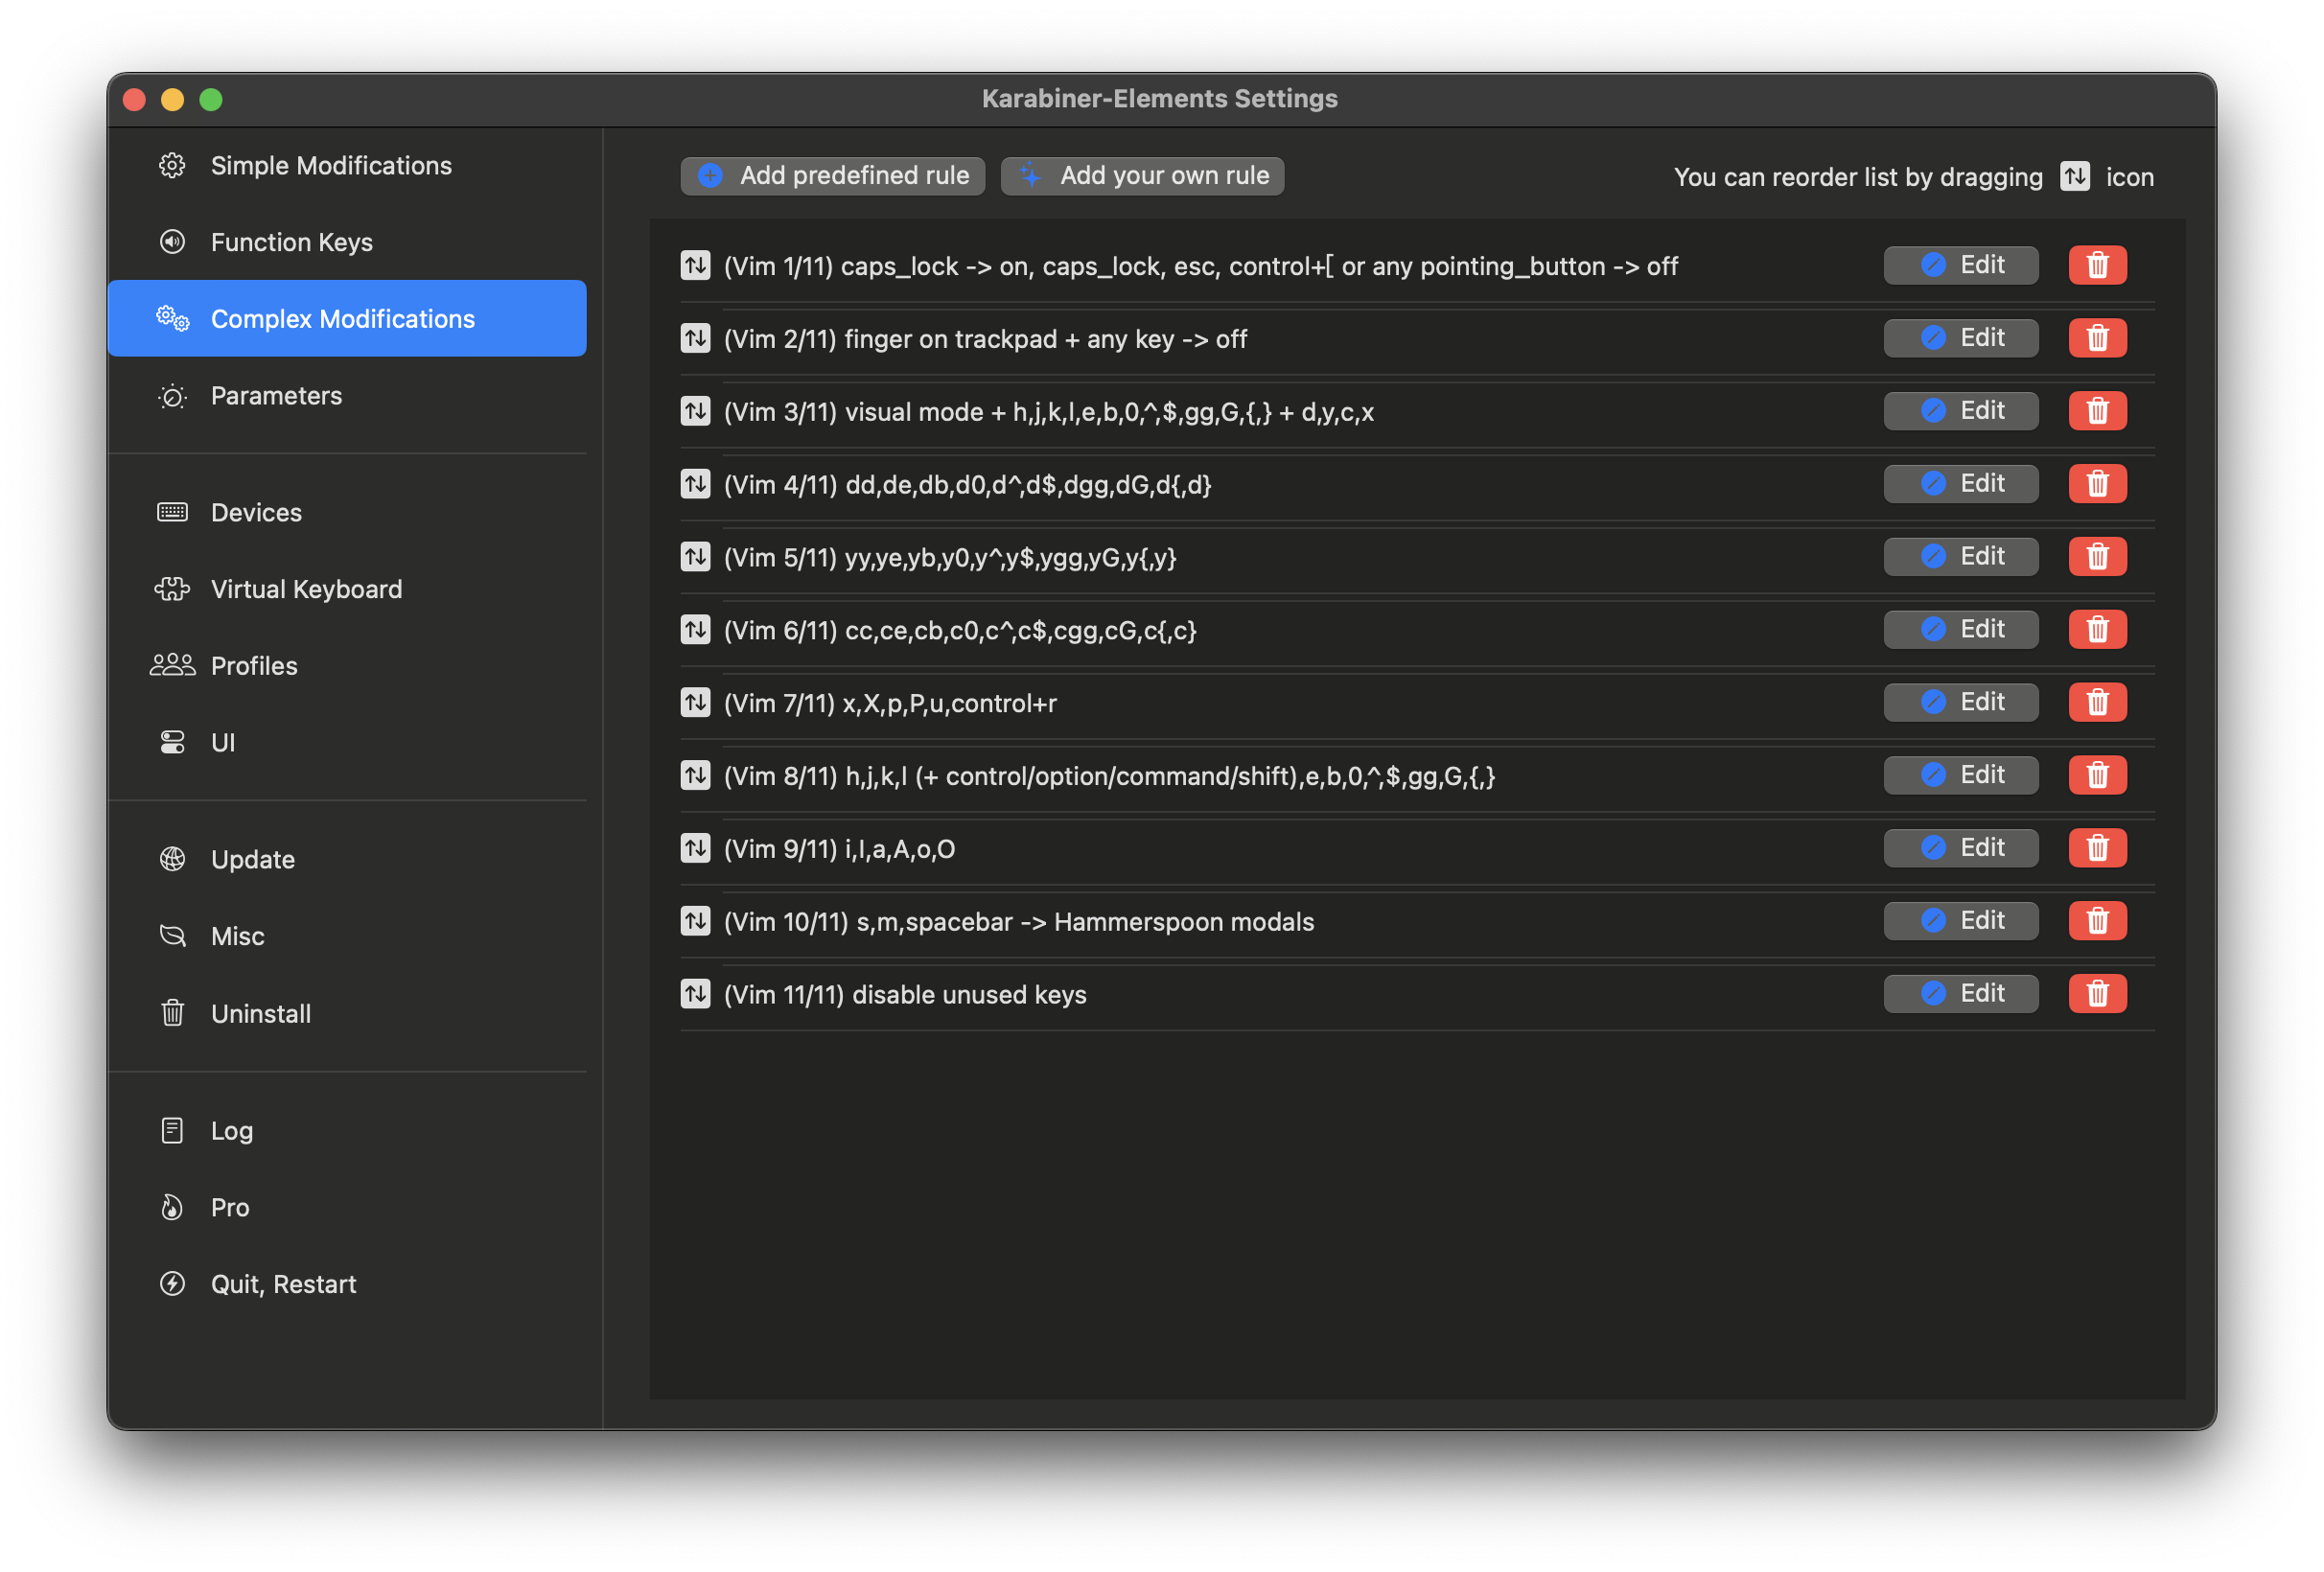 Karabiner-Elements Settings
Simple Modifications
Function Keys
Complex Modifications
Parameters
Devices
Virtual Keyboard
Profiles
UI
Update
Misc
Uninstall
Log
Pro
Quit, Restart
Add predefined rule
Add your own rule
You can reorder list by dragging icon
(Vim 1/11) caps_lock -> on, caps_lock, esc, control+[ or any pointing_button -> off Edit
(Vim 2/11) finger on trackpad + any key -> off Edit
(Vim 3/11) visual mode + h,j,k,l,e,b,0,^,$,gg,G,{,} + d,y,c,x Edit
(Vim 4/11) dd,de,db,d0,d^,d$,dgg,dG,d{,d} Edit
(Vim 5/11) yy,ye,yb,y0,y^,y$,ygg,yG,y{,y} Edit
(Vim 6/11) cc,ce,cb,c0,c^,c$,cgg,cG,c{,c} Edit
(Vim 7/11) x,X,p,P,u,control+r Edit
(Vim 8/11) h,j,k,l (+ control/option/command/shift),e,b,0,^,$,gg,G,{,} Edit
(Vim 9/11) i,I,a,A,o,O Edit
(Vim 10/11) s,m,spacebar -> Hammerspoon modals Edit
(Vim 11/11) disable unused keys Edit